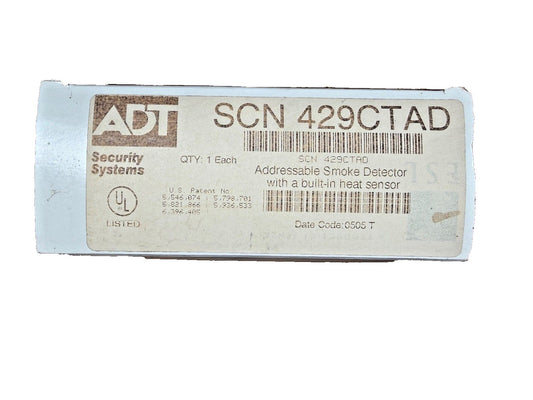 ADT
Security
Systems
UL
LISTED
SCN 429CTAD
QTY: 1 Each
SCN 429CTAD
Addressable Smoke Detector
with a built-in heat sensor
U.S. Patent No
5.546.074 : 5.798.701
5.821.866 : 5.936.533
6.396.405
Date Code:0505 T